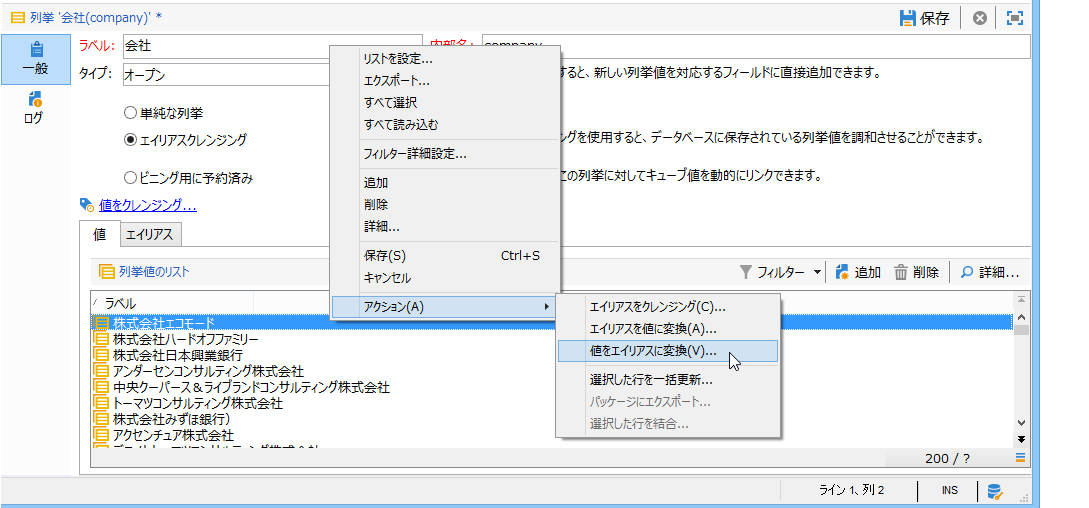 列挙 '会社(company)' *
保存
一般
ログ
ラベル: 会社
内部名: company
タイプ: オープン
すると、新しい列挙値を対応するフィールドに直接追加できます。
単純な列挙
エイリアスクレンジング
ングを使用すると、データベースに保存されている列挙値を調和させることができます。
ビニング用に予約済み
この列挙に対してキューブ値を動的にリンクできます。
値をクレンジング...
値
エイリアス
列挙値のリスト
フィルター
追加
削除
詳細...
ラベル
株式会社エコモード
株式会社ハードオフファミリー
株式会社日本興業銀行
アンダーセンコンサルティング株式会社
中央クーパース＆ライブランドコンサルティング株式会社
トーマツコンサルティング株式会社
株式会社みずほ銀行）
アクセンチュア株式会社
200 / ?
ライン 1、列 2
INS
リストを設定...
エクスポート...
すべて選択
すべて読み込む
フィルター詳細設定...
追加
削除
詳細...
保存(S) Ctrl+S
キャンセル
アクション(A)
エイリアスをクレンジング(C)...
エイリアスを値に変換(A)...
値をエイリアスに変換(V)...
選択した行を一括更新...
パッケージにエクスポート...
選択した行を結合...